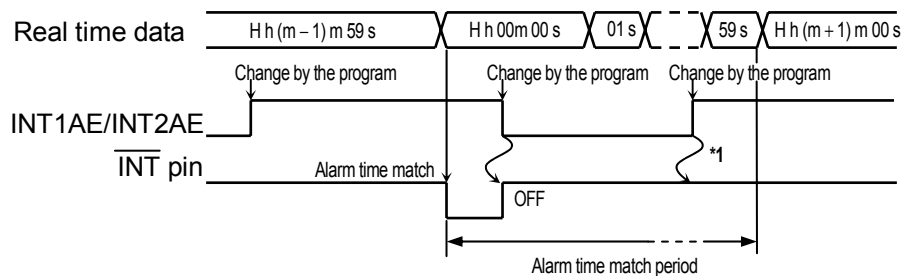 Real time data
H h (m − 1) m 59 s
H h 00m 00 s
01 s
59 s
H h (m + 1) m 00 s
Change by the program
Change by the program
Change by the program
INT1AE/INT2AE
*1
INT pin
Alarm time match
OFF
Alarm time match period